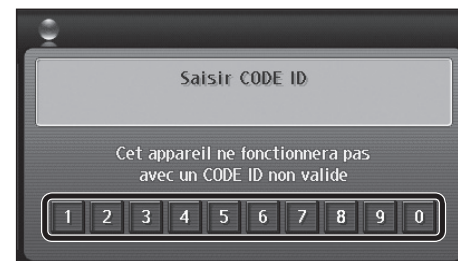 Saisir CODE ID
Cet appareil ne fonctionnera pas
avec un CODE ID non valide
1 2 3 4 5 6 7 8 9 0